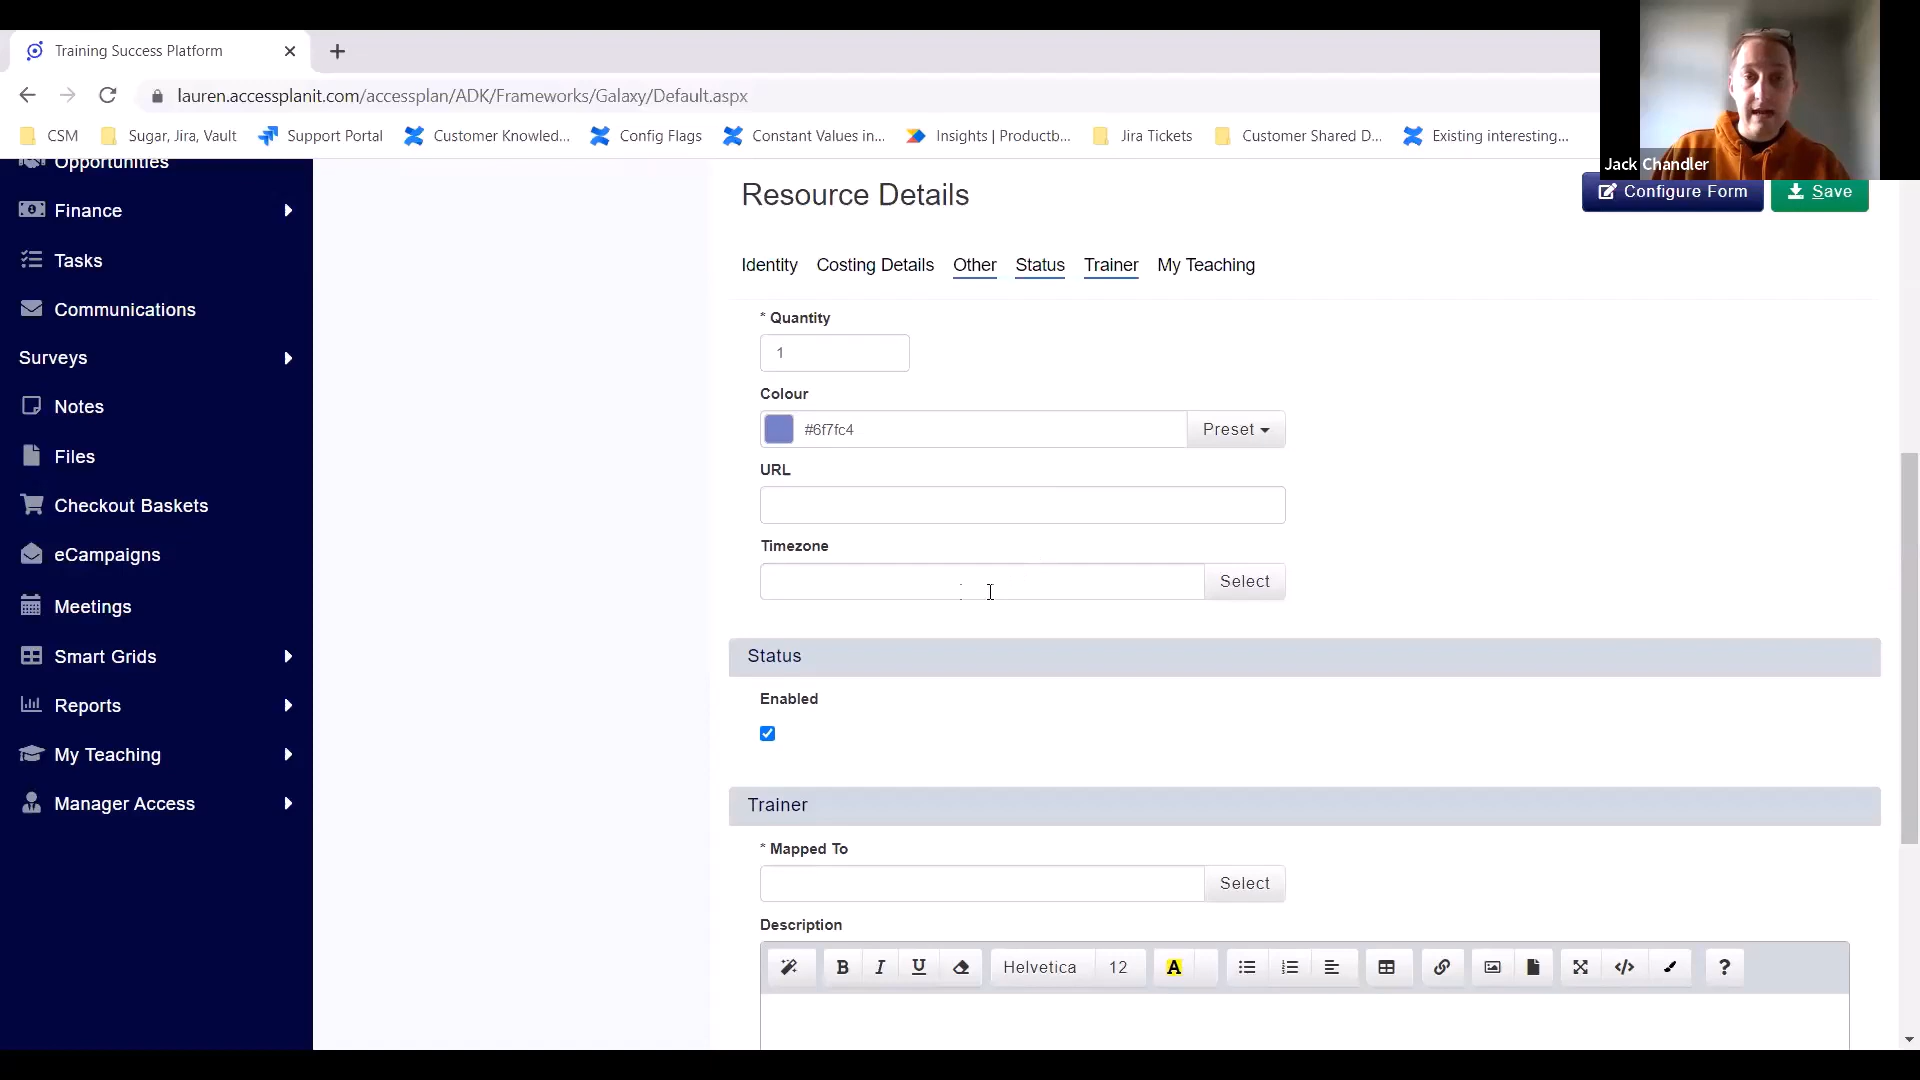 Training Success Platform
lauren.accessplanit.com/accessplan/ADK/Frameworks/Galaxy/Default.aspx
CSM
Sugar, Jira, Vault
Support Portal
Customer Knowled...
Config Flags
Constant Values in...
Insights | Productb...
Jira Tickets
Customer Shared D...
Existing interesting...
Jack Chandler
Opportunities
Finance
Tasks
Communications
Surveys
Notes
Files
Checkout Baskets
eCampaigns
Meetings
Smart Grids
Reports
My Teaching
Manager Access
Resource Details
Configure Form
Save
Identity Costing Details Other Status Trainer My Teaching
* Quantity
1
Colour
#6f7fc4
Preset
URL
Timezone
Select
Status
Enabled
Trainer
* Mapped To
Select
Description
B I U Helvetica 12 A </> ?